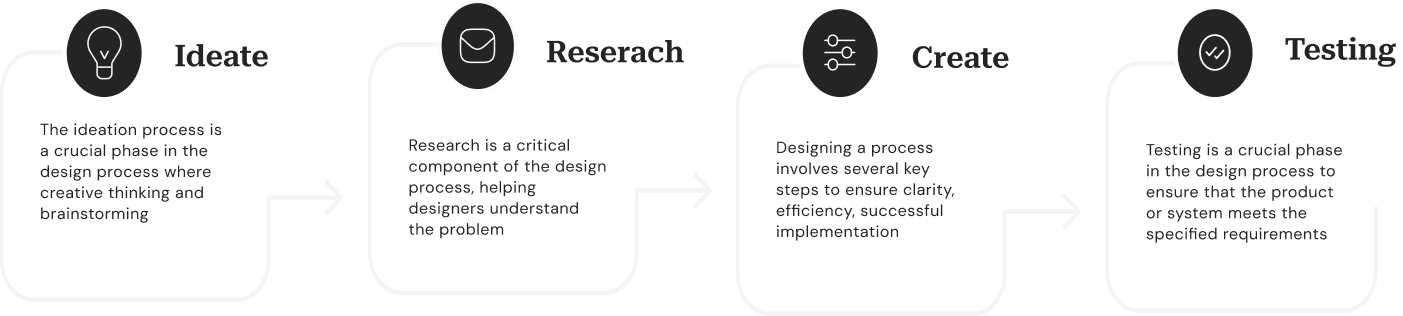 Ideate
The ideation process is
a crucial phase in the
design process where
creative thinking and
brainstorming
Reserach
Research is a critical
component of the design
process, helping
designers understand
the problem
Create
Designing a process
involves several key
steps to ensure clarity,
efficiency, successful
implementation
Testing
Testing is a crucial phase
in the design process to
ensure that the product
or system meets the
specified requirements